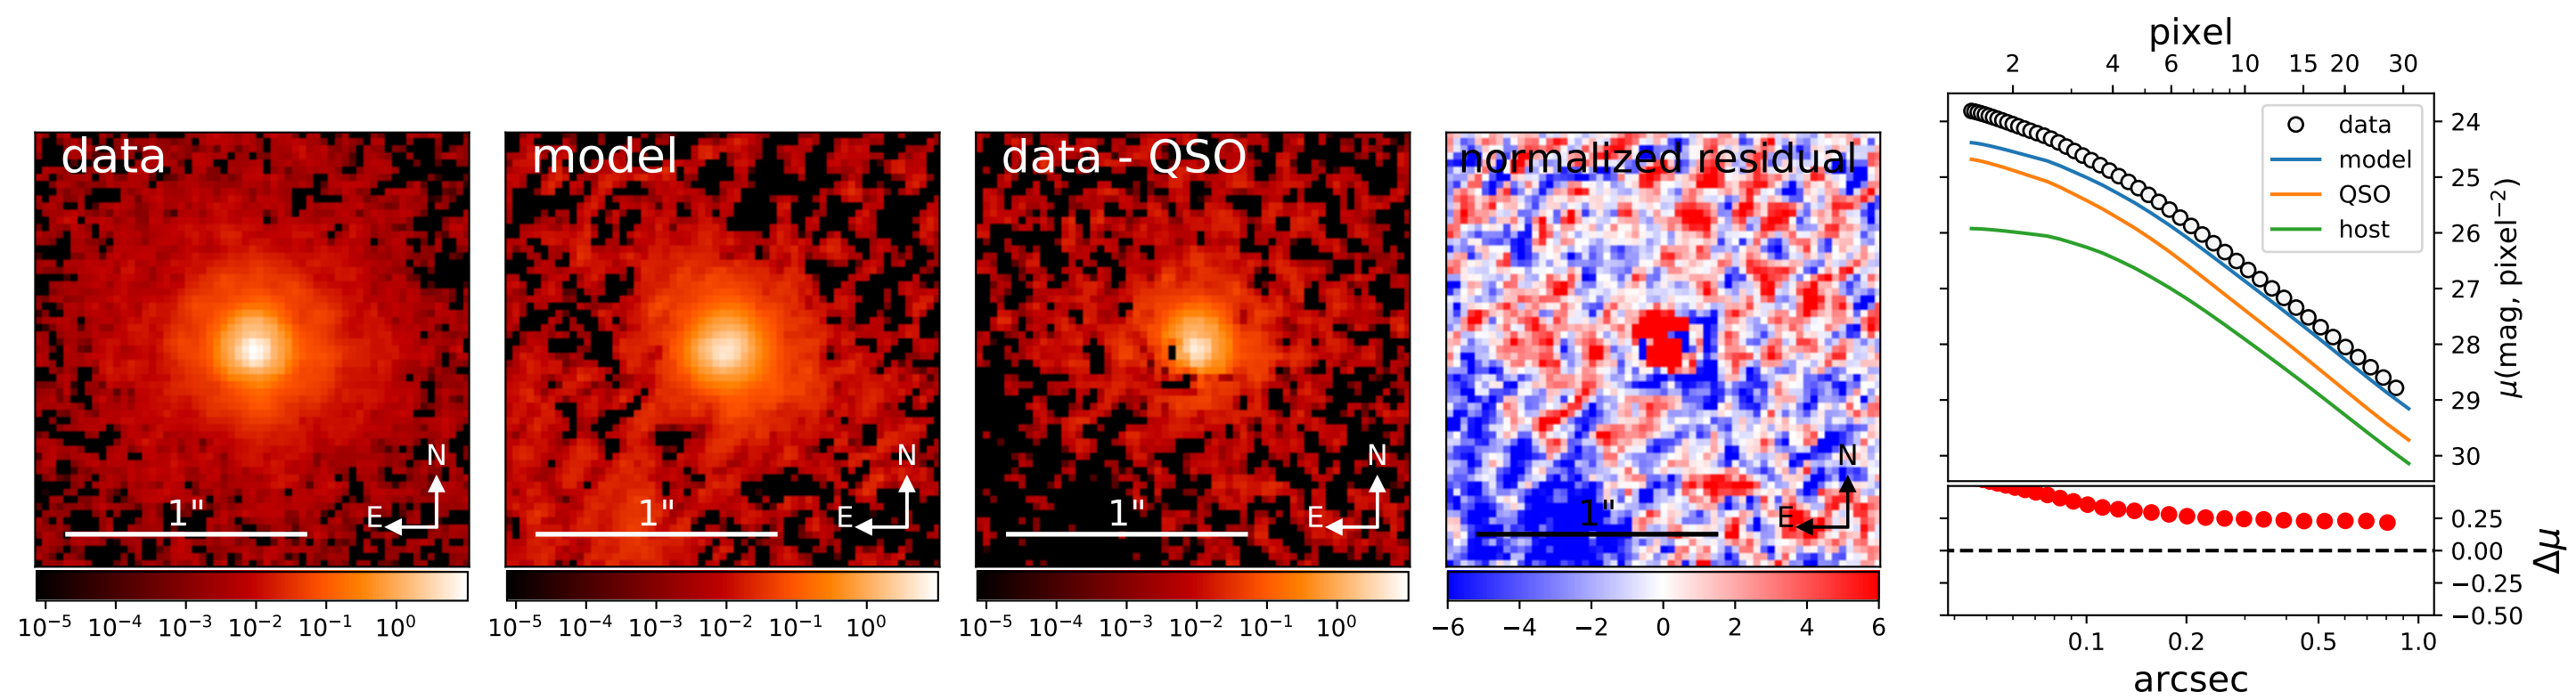 data
1"
N
E
10⁻⁵ 10⁻⁴ 10⁻³ 10⁻² 10⁻¹ 10⁰
model
1"
N
E
10⁻⁵ 10⁻⁴ 10⁻³ 10⁻² 10⁻¹ 10⁰
data - QSO
1"
N
E
10⁻⁵ 10⁻⁴ 10⁻³ 10⁻² 10⁻¹ 10⁰
normalized residual
1"
N
E
−6 −4 −2 0 2 4 6
pixel
2 4 6 10 15 20 30
data
model
QSO
host
24
25
26
27
28
29
30
μ(mag, pixel⁻²)
0.25
0.00
−0.25
−0.50
Δμ
0.1 0.2 0.5 1.0
arcsec